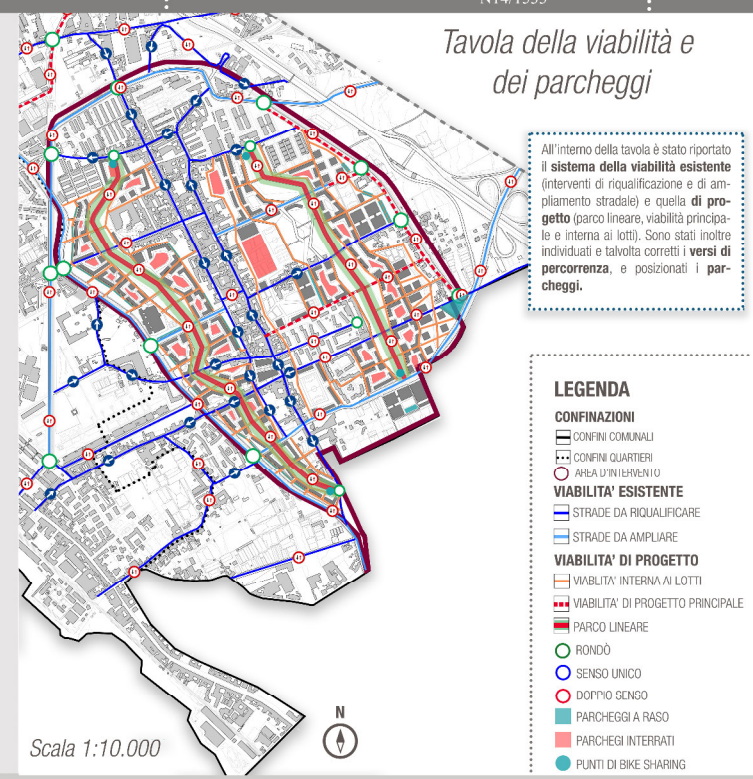 N14/1555
Tavola della viabilità e
dei parcheggi
All'interno della tavola è stato riportato
il sistema della viabilità esistente
(interventi di riqualificazione e di am-
pliamento stradale) e quella di pro-
getto (parco lineare, viabilità principa-
le e interna ai lotti). Sono stati inoltre
individuati e talvolta corretti i versi di
percorrenza, e posizionati i par-
cheggi.
LEGENDA
CONFINAZIONI
CONFINI COMUNALI
CONFINI QUARTIERI
AREA D'INTERVENTO
VIABILITA' ESISTENTE
STRADE DA RIQUALIFICARE
STRADE DA AMPLIARE
VIABILITA' DI PROGETTO
VIABLITA' INTERNA AI LOTTI
VIABILITA' DI PROGETTO PRINCIPALE
PARCO LINEARE
RONDÒ
SENSO UNICO
DOPPIO SENSO
PARCHEGGI A RASO
PARCHEGI INTERRATI
PUNTI DI BIKE SHARING
N
Scala 1:10.000